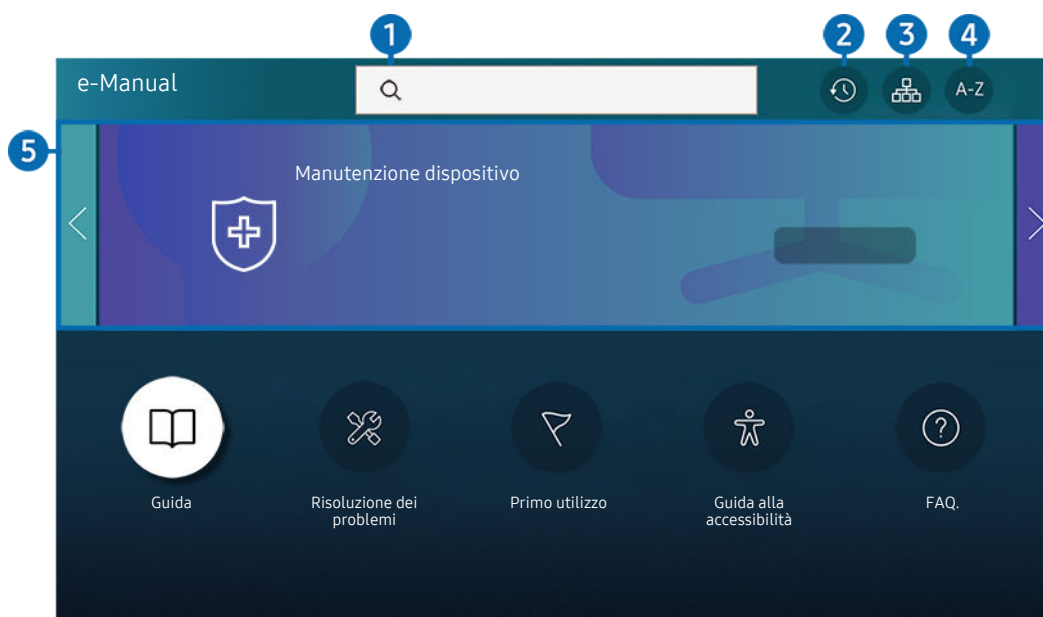 1
2
3
4
e-Manual
A-Z
5
Manutenzione dispositivo
Guida
Risoluzione dei
problemi
Primo utilizzo
Guida alla
accessibilità
FAQ.